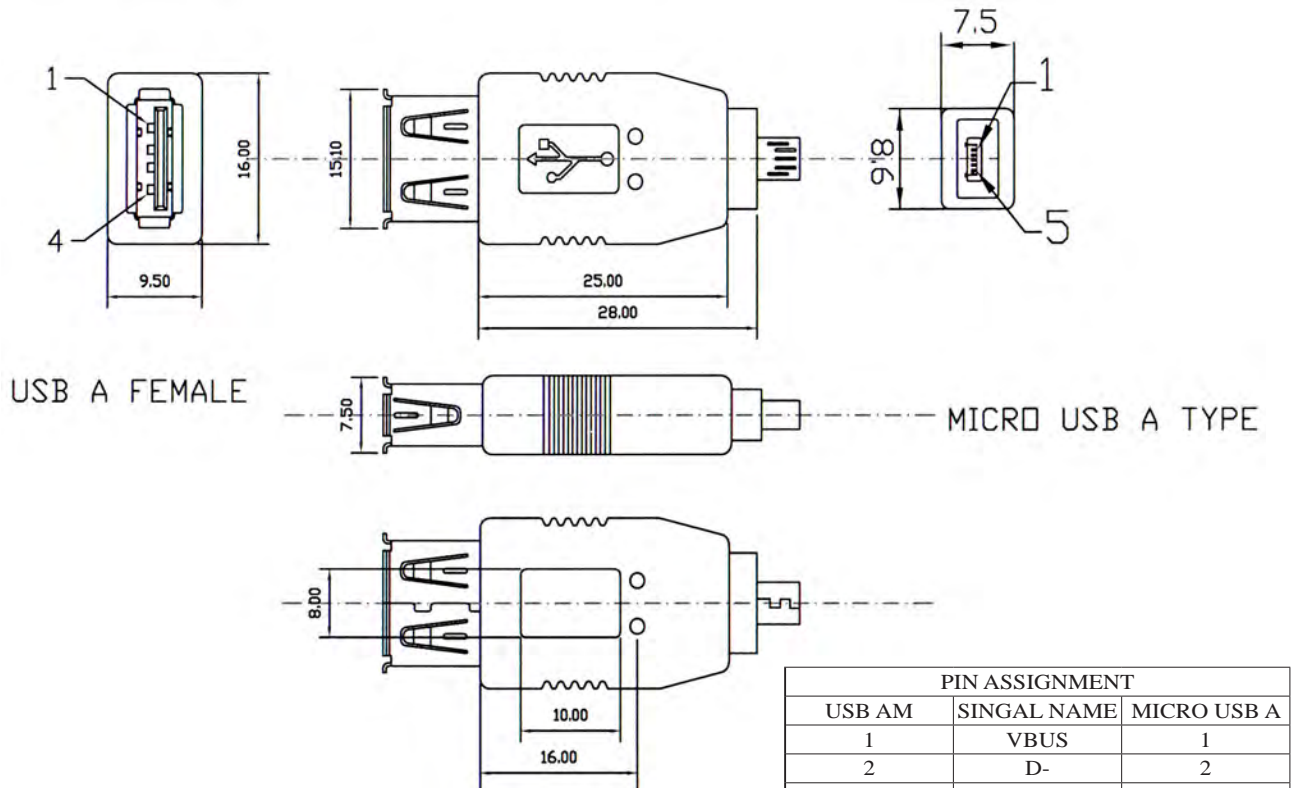 7.5
1
1
16.00
15.10
8.6
4
5
9.50
25.00
28.00
USB A FEMALE
7.50
MICRO USB A TYPE
8.00
10.00
16.00
PIN ASSIGNMENT
USB AM SINGAL NAME MICRO USB A
1 VBUS 1
2 D- 2